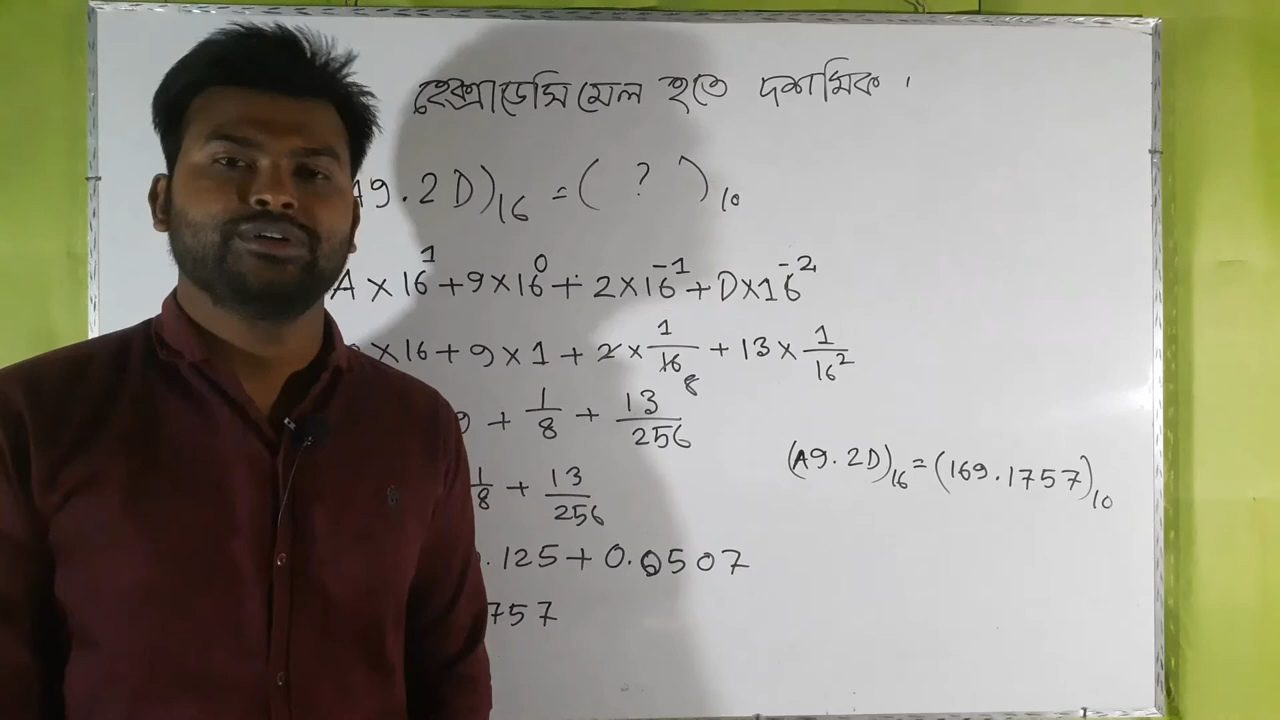 হেক্সাডেসিমেল হতে দশমিক ।
A9.2D)₁₆ = ( ? )₁₀
A×16¹+9×16⁰+2×16⁻¹+D×16⁻²
×16+9×1+2×1/16 8+13×1/16²
+1/8+13/256
1/8+13/256
(A9.2D)₁₆=(169.1757)₁₀
.125+0.0507
757